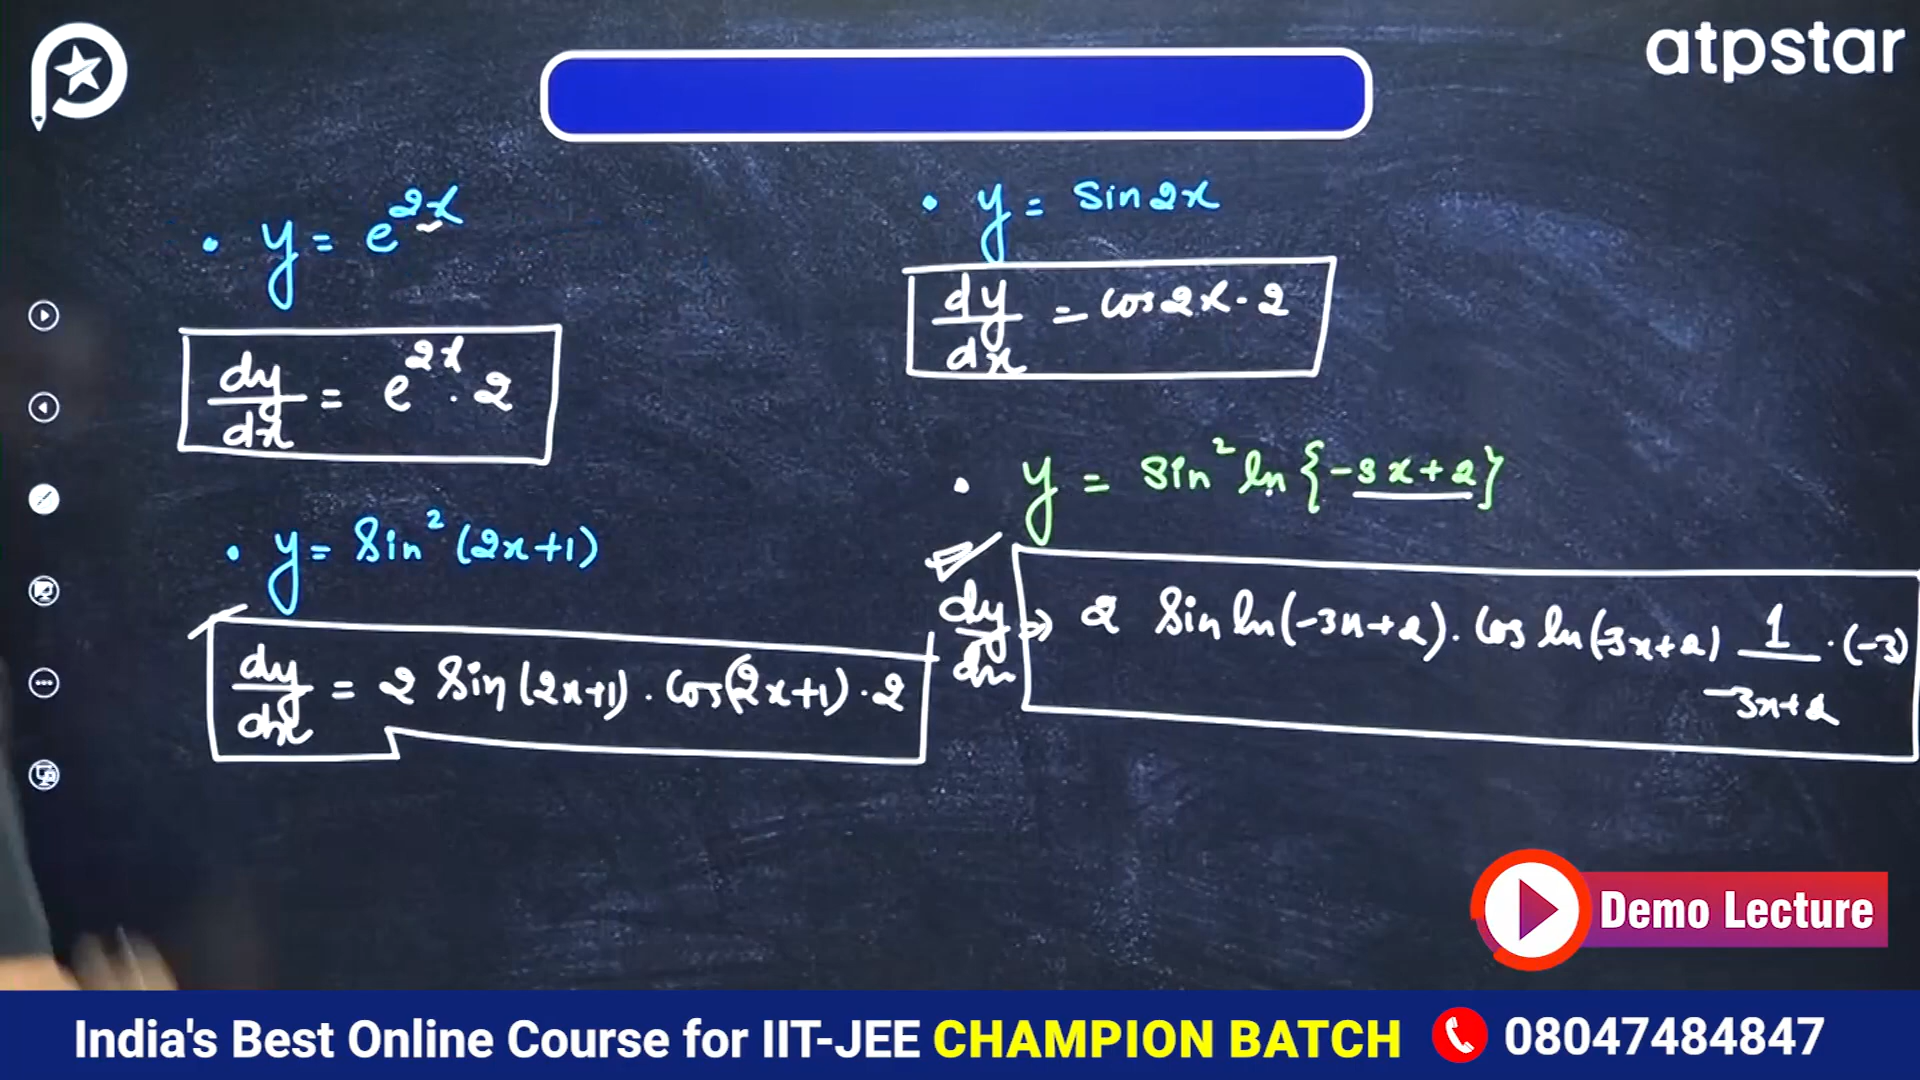 atpstar
• y = e^{2x}
dy/dx = e^{2x} · 2
• y = Sin² (2x+1)
dy/dx = 2 Sin (2x+1) · Cos(2x+1) · 2
• y = Sin 2x
dy/dx = cos 2x · 2
• y = Sin² ln {-3x+2}
dy/dx → 2 Sin ln(-3x+2) · Cos ln(-3x+2) 1/(-3x+2) · (-3)
Demo Lecture
India's Best Online Course for IIT-JEE CHAMPION BATCH 08047484847